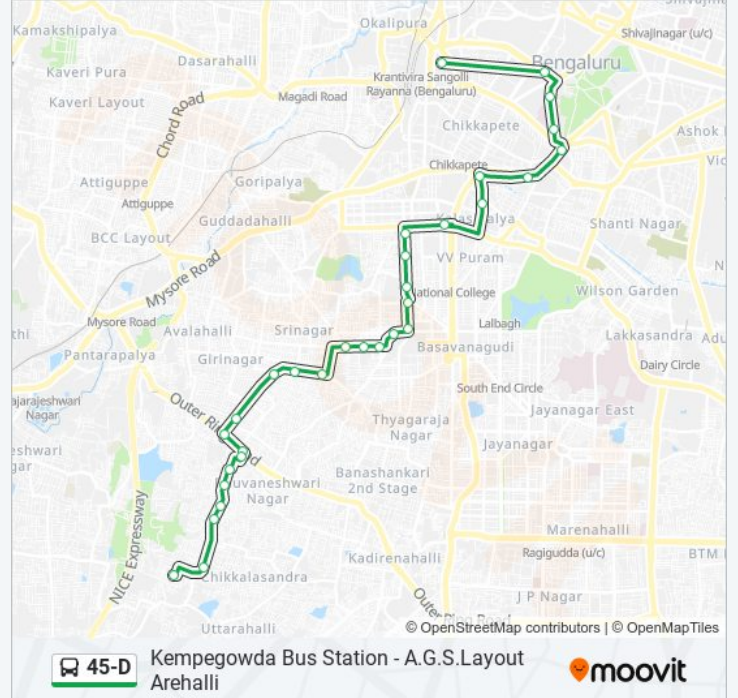 Kamakshipalya
Okalipura
Shivajinagar (u/c)
Dasarahalli
Kaveri Pura
Bengaluru
Krantivira Sangolli
Rayanna (Bengaluru)
Kaveri Layout
Magadi Road
Chord Road
Chikkapete
Ashok
Chikkapete
Attiguppe
Goripalya
Attiguppe
Guddadahalli
Shanti Nagar
BCC Layout
VV Puram
Mysore Road
National College
Wilson Garden
Mysore Road
Avalahalli
Srinagar
Lalbagh
Lakkasandra
Pantarapalya
Girinagar
Basavanagudi
Dairy Circle
South End Circle
ajarajeshwari
Nagar
Jayanagar East
Thyagaraja
Nagar
Jayanagar
eshwari
gar
Banashankari
2nd Stage
Nagar
NICE Expressway
Marenahalli
Kadirenahalli
Ragigudda (u/c)
BTM
Chikkalasandra
J P Nagar
Outer Ring Road
Uttarahalli
© OpenStreetMap contributors | © OpenMapTiles
45-D
Kempegowda Bus Station - A.G.S.Layout
Arehalli
moovit